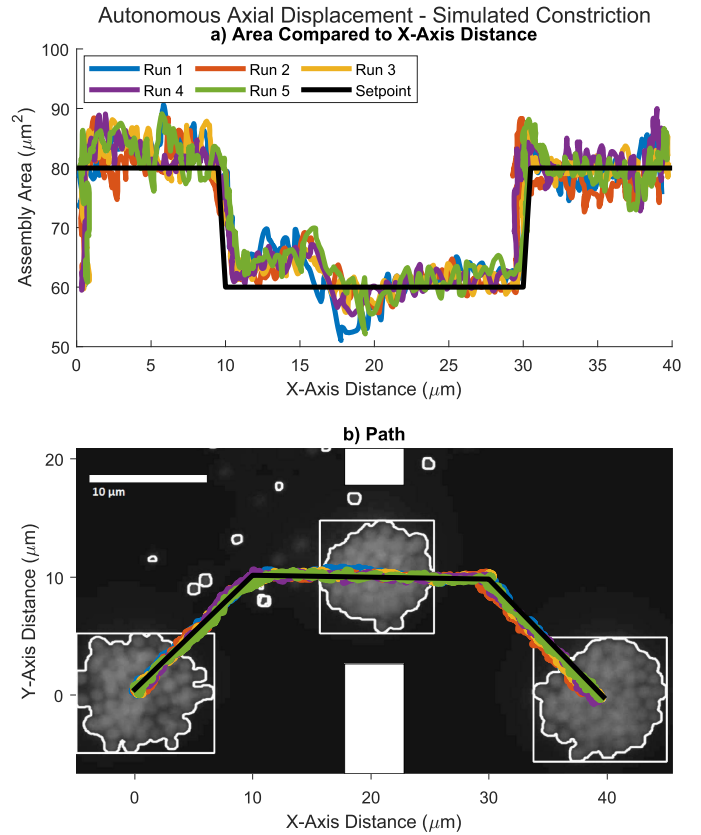 Autonomous Axial Displacement - Simulated Constriction
a) Area Compared to X-Axis Distance
Run 1 Run 2 Run 3
Run 4 Run 5 Setpoint
Assembly Area (μm²)
100
90
80
70
60
50
0 5 10 15 20 25 30 35 40
X-Axis Distance (μm)
b) Path
Y-Axis Distance (μm)
20
10
0
10 μm
0 10 20 30 40
X-Axis Distance (μm)